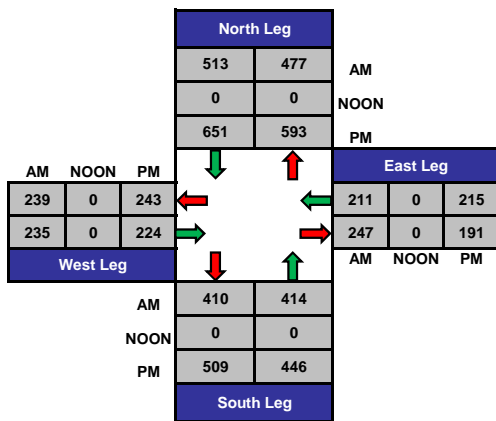 North Leg
513 477 AM
0 0 NOON
651 593 PM
AM NOON PM East Leg
239 0 243 211 0 215
235 0 224 247 0 191
West Leg AM NOON PM
AM 410 414
NOON 0 0
PM 509 446
South Leg